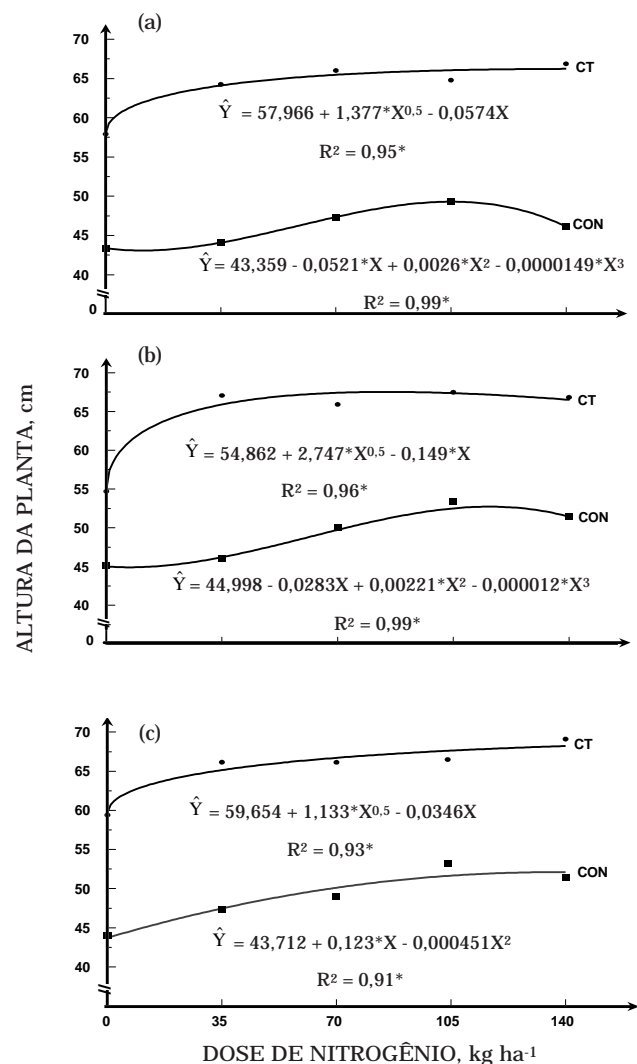 (a)
70
65
60
55
50
45
40
0
CT
Ŷ = 57,966 + 1,377*X^0,5 - 0,0574X
R² = 0,95*
CON
Ŷ = 43,359 - 0,0521*X + 0,0026*X² - 0,0000149*X³
R² = 0,99*
ALTURA DA PLANTA, cm
(b)
70
65
60
55
50
45
40
0
CT
Ŷ = 54,862 + 2,747*X^0,5 - 0,149*X
R² = 0,96*
CON
Ŷ = 44,998 - 0,0283X + 0,00221*X² - 0,000012*X³
R² = 0,99*
(c)
70
65
60
55
50
45
40
CT
Ŷ = 59,654 + 1,133*X^0,5 - 0,0346X
R² = 0,93*
CON
Ŷ = 43,712 + 0,123*X - 0,000451X²
R² = 0,91*
0 35 70 105 140
DOSE DE NITROGÊNIO, kg ha⁻¹